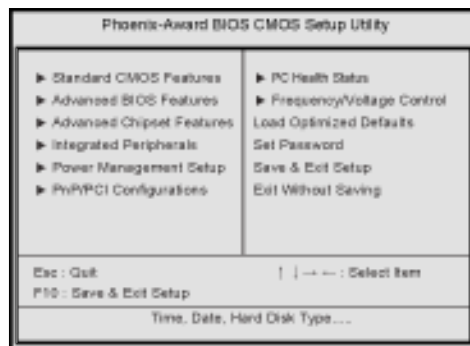 Phoenix-Award BIOS CMOS Setup Utility
▶ Standard CMOS Features
▶ Advanced BIOS Features
▶ Advanced Chipset Features
▶ Integrated Peripherals
▶ Power Management Setup
▶ PnP/PCI Configurations
▶ PC Health Status
▶ Frequency/Voltage Control
Load Optimized Defaults
Set Password
Save & Exit Setup
Exit Without Saving
Esc : Quit
↑ ↓ → ← : Select Item
F10 : Save & Exit Setup
Time, Date, Hard Disk Type....